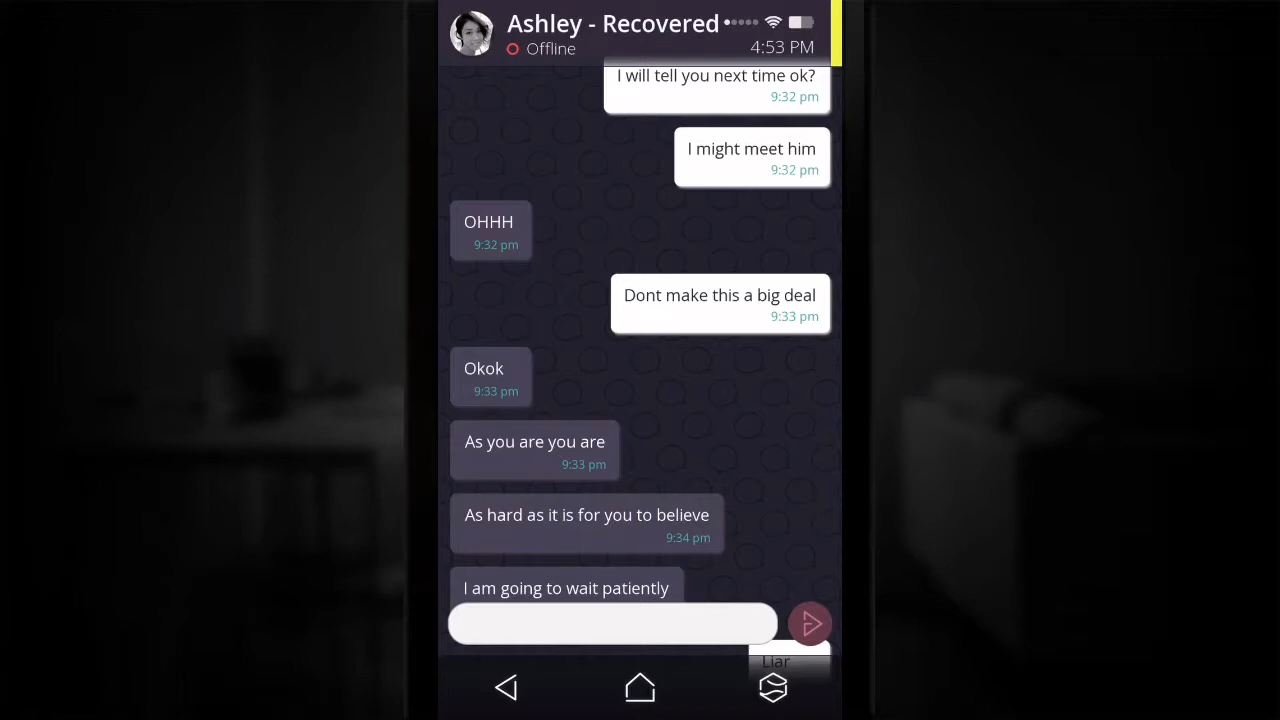 Ashley - Recovered
Offline
4:53 PM
I will tell you next time ok?
9:32 pm
I might meet him
9:32 pm
OHHH
9:32 pm
Dont make this a big deal
9:33 pm
Okok
9:33 pm
As you are you are
9:33 pm
As hard as it is for you to believe
9:34 pm
I am going to wait patiently
Liar